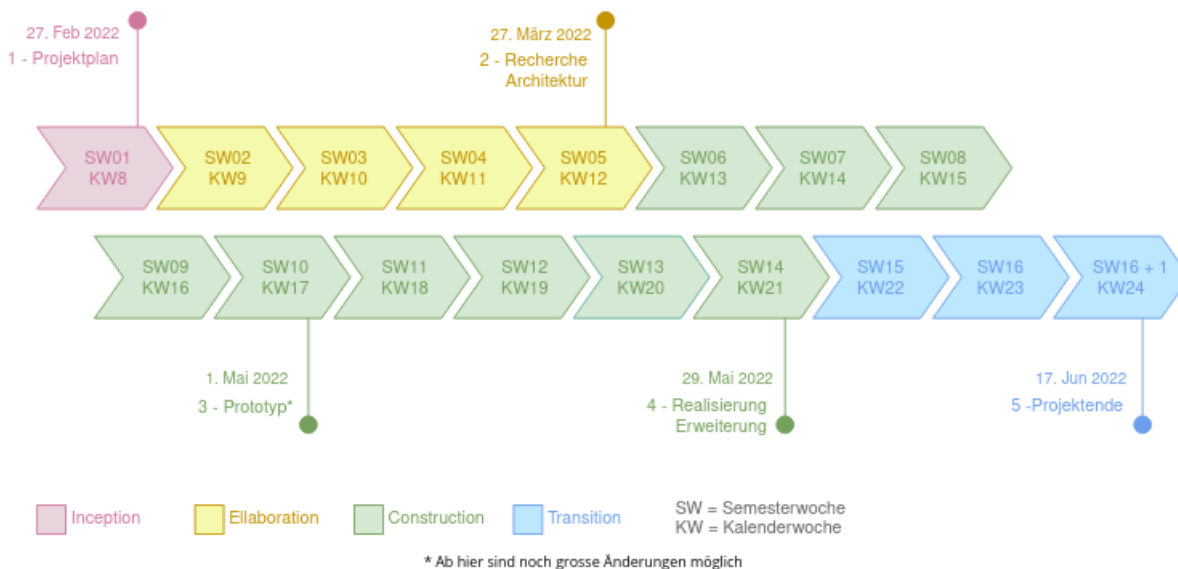 27. Feb 2022
1 - Projektplan
27. März 2022
2 - Recherche
Architektur
SW01
KW8
SW02
KW9
SW03
KW10
SW04
KW11
SW05
KW12
SW06
KW13
SW07
KW14
SW08
KW15
SW09
KW16
SW10
KW17
SW11
KW18
SW12
KW19
SW13
KW20
SW14
KW21
SW15
KW22
SW16
KW23
SW16 + 1
KW24
1. Mai 2022
3 - Prototyp*
29. Mai 2022
4 - Realisierung
Erweiterung
17. Jun 2022
5 -Projektende
Inception
Ellaboration
Construction
Transition
SW = Semesterwoche
KW = Kalenderwoche
* Ab hier sind noch grosse Änderungen möglich